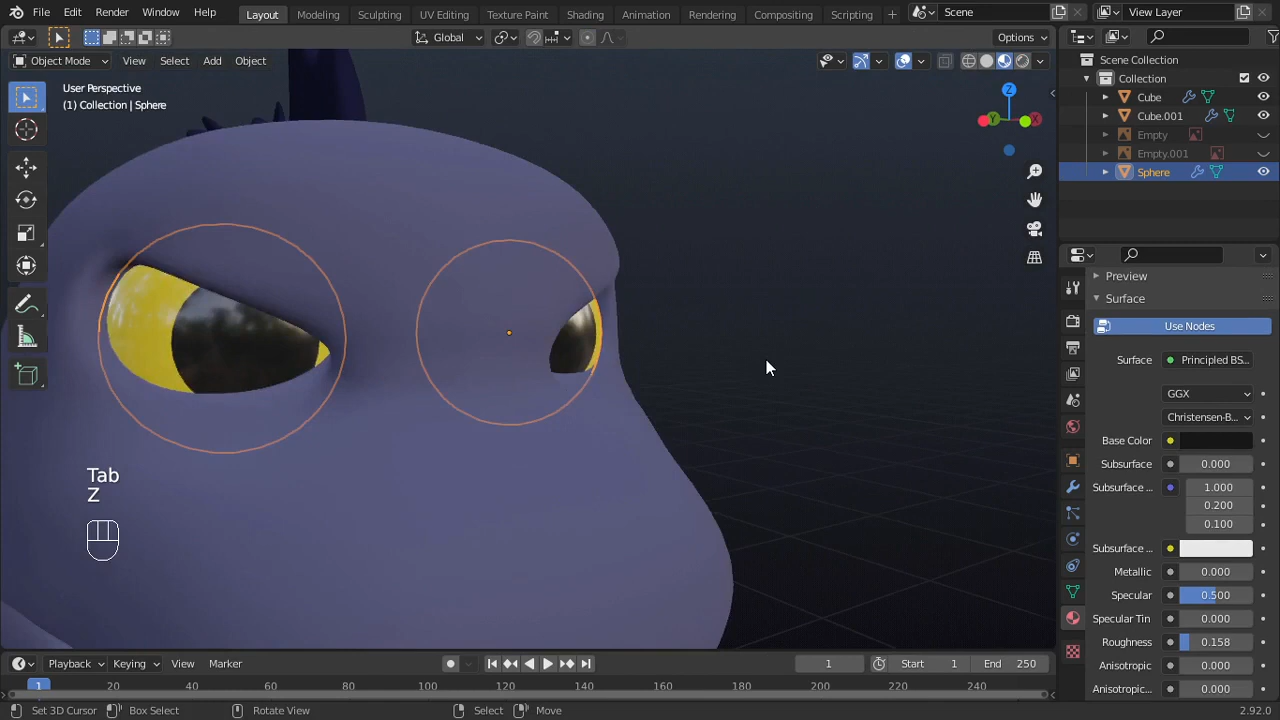 File Edit Render Window Help Layout Modeling Sculpting UV Editing Texture Paint Shading Animation Rendering Compositing Scripting Scene View Layer
Global Options
Object Mode View Select Add Object
User Perspective
(1) Collection | Sphere
Z
Y
X
Tab
Z
Scene Collection
Collection
Cube
Cube.001
Empty
Empty.001
Sphere
Preview
Surface
Use Nodes
Surface Principled BS...
GGX
Christensen-B...
Base Color
Subsurface 0.000
Subsurface .. 1.000
0.200
0.100
Subsurface ...
Metallic 0.000
Specular 0.500
Specular Tin 0.000
Roughness 0.158
Anisotropic 0.000
Anisotropic... 0.000
Playback Keying View Marker 1 Start 1 End 250
1 20 40 60 80 100 120 140 160 180 200 220 240
Set 3D Cursor Box Select Rotate View Select Move 2.92.0